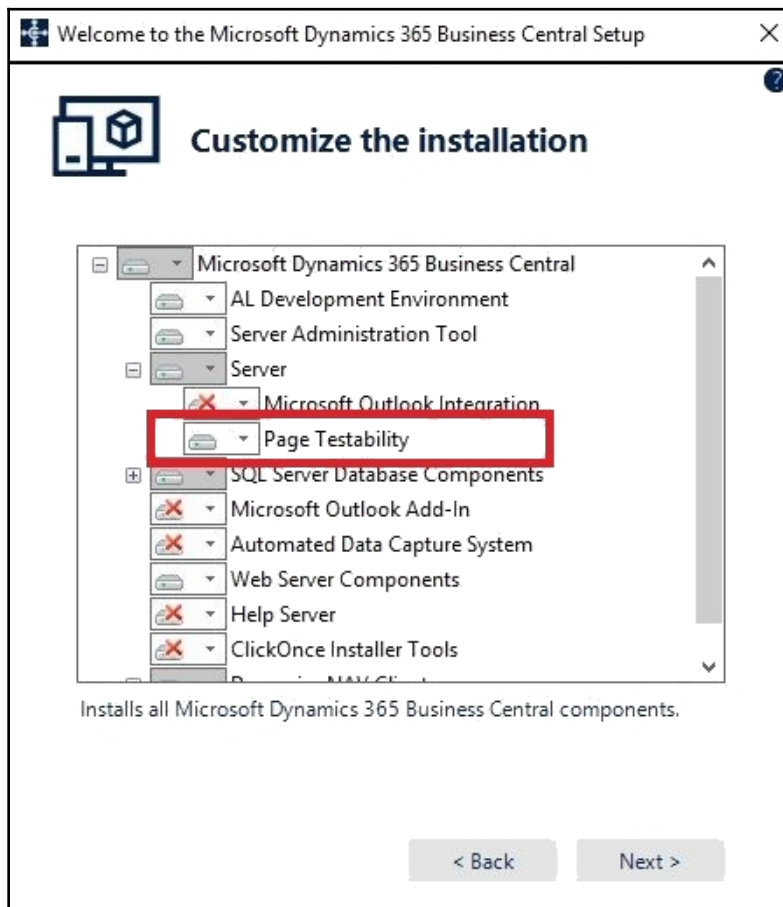 Welcome to the Microsoft Dynamics 365 Business Central Setup
?
Customize the installation
Microsoft Dynamics 365 Business Central
AL Development Environment
Server Administration Tool
Server
Microsoft Outlook Integration
Page Testability
SQL Server Database Components
Microsoft Outlook Add-In
Automated Data Capture System
Web Server Components
Help Server
ClickOnce Installer Tools
Installs all Microsoft Dynamics 365 Business Central components.
< Back Next >